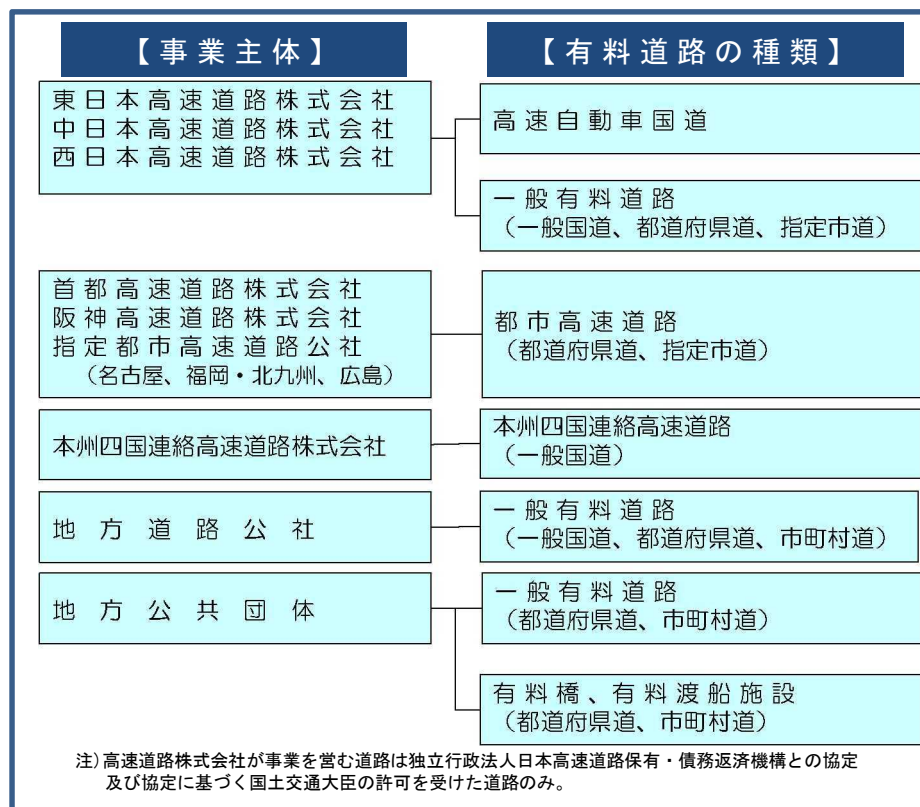 【事業主体】
【有料道路の種類】
東日本高速道路株式会社
中日本高速道路株式会社
西日本高速道路株式会社
高速自動車国道
一般有料道路
（一般国道、都道府県道、指定市道）
首都高速道路株式会社
阪神高速道路株式会社
指定都市高速道路公社
（名古屋、福岡・北九州、広島）
都市高速道路
（都道府県道、指定市道）
本州四国連絡高速道路株式会社
本州四国連絡高速道路
（一般国道）
地方道路公社
一般有料道路
（一般国道、都道府県道、市町村道）
地方公共団体
一般有料道路
（都道府県道、市町村道）
有料橋、有料渡船施設
（都道府県道、市町村道）
注）高速道路株式会社が事業を営む道路は独立行政法人日本高速道路保有・債務返済機構との協定
及び協定に基づく国土交通大臣の許可を受けた道路のみ。